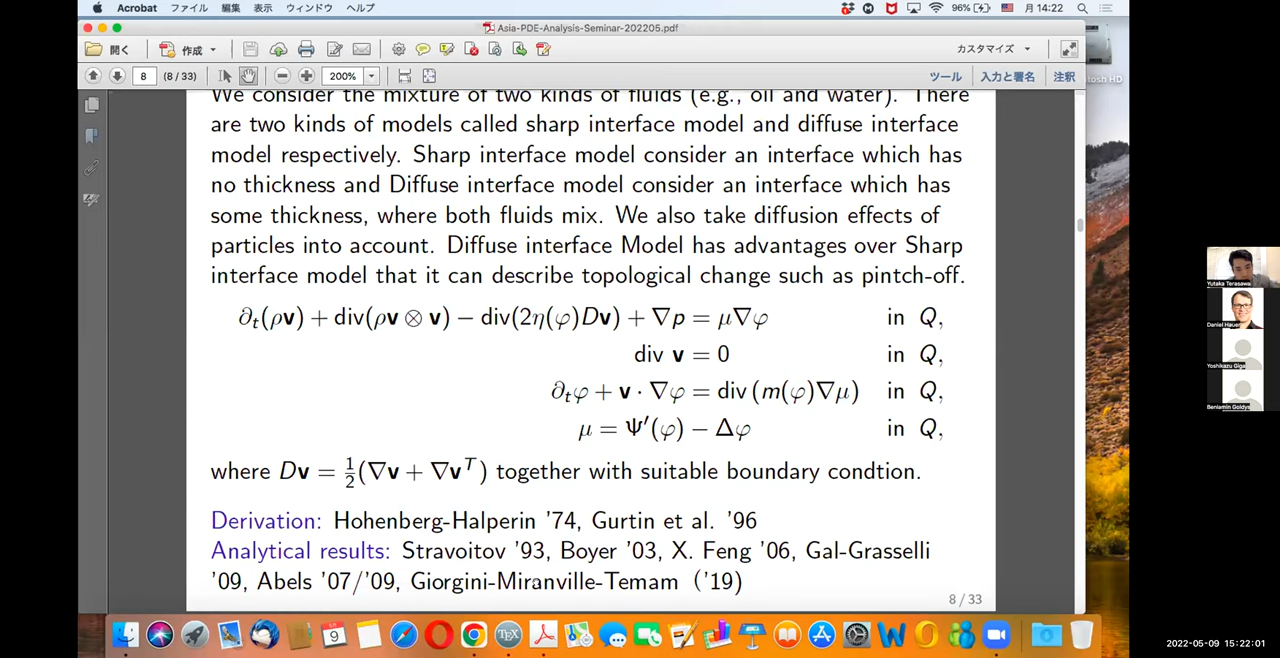 Acrobat ファイル 編集 表示 ウィンドウ ヘルプ 96% 月 14:22
Asia-PDE-Analysis-Seminar-202205.pdf
開く 作成 カスタマイズ
8 (8 / 33) 200% ツール 入力と署名 注釈
We consider the mixture of two kinds of fluids (e.g., oil and water). There
are two kinds of models called sharp interface model and diffuse interface
model respectively. Sharp interface model consider an interface which has
no thickness and Diffuse interface model consider an interface which has
some thickness, where both fluids mix. We also take diffusion effects of
particles into account. Diffuse interface Model has advantages over Sharp
interface model that it can describe topological change such as pintch-off.
∂ₜ(ρv) + div(ρv ⊗ v) − div(2η(φ)Dv) + ∇p = μ∇φ in Q,
div v = 0 in Q,
∂ₜφ + v · ∇φ = div (m(φ)∇μ) in Q,
μ = Ψ′(φ) − Δφ in Q,
where Dv = ½(∇v + ∇vᵀ) together with suitable boundary condtion.
Derivation: Hohenberg-Halperin '74, Gurtin et al. '96
Analytical results: Stravoitov '93, Boyer '03, X. Feng '06, Gal-Grasselli
'09, Abels '07/'09, Giorgini-Miranville-Temam ('19)
8 / 33
Yutaka Terasawa
Daniel Hauer
Yoshikazu Giga
Beniamin Goldys
9
TEX
2022-05-09 15:22:01